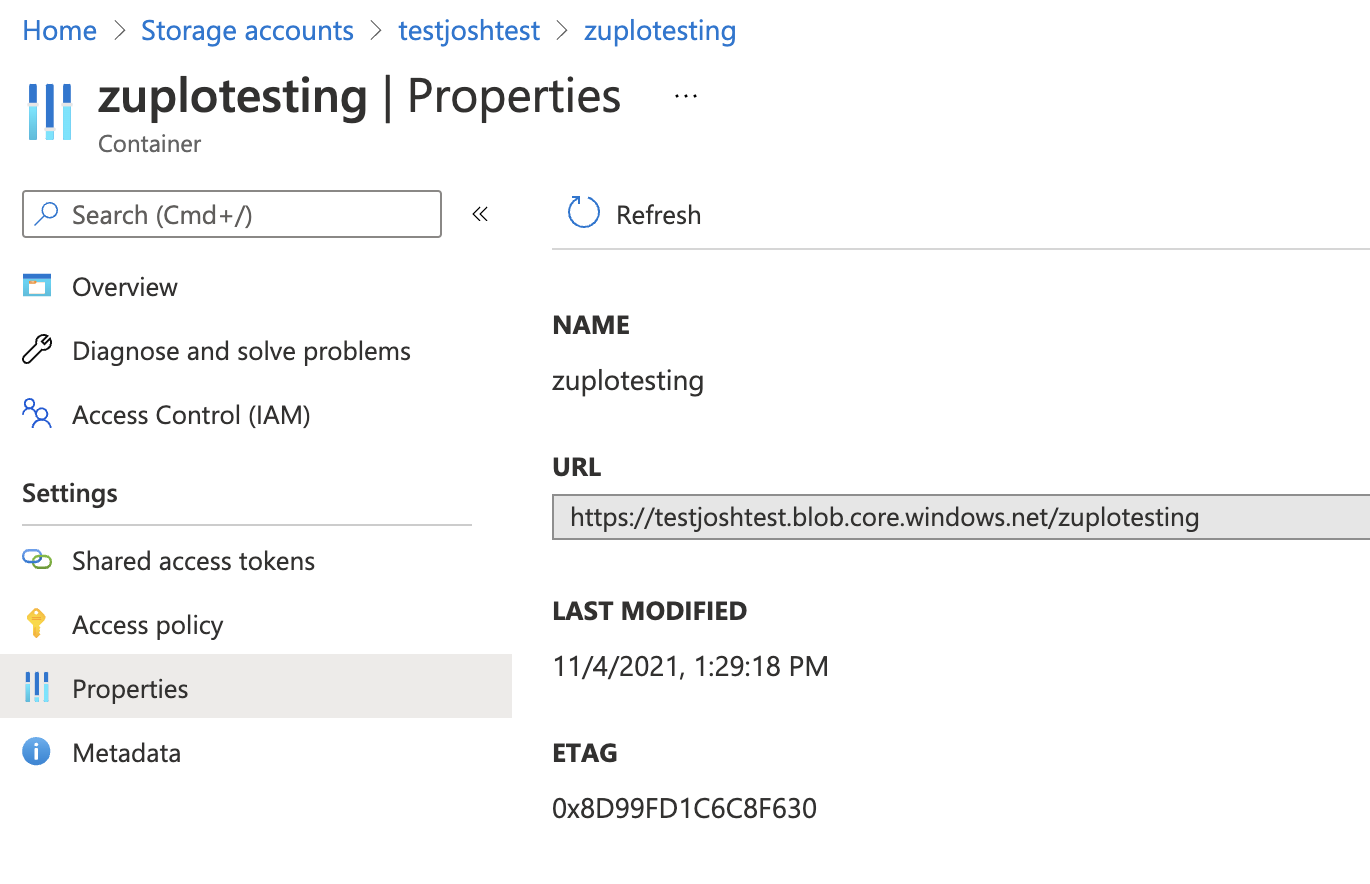 Home > Storage accounts > testjoshtest > zuplotesting
zuplotesting | Properties ...
Container
Search (Cmd+/)
«
Refresh
Overview
Diagnose and solve problems
Access Control (IAM)
Settings
Shared access tokens
Access policy
Properties
Metadata
NAME
zuplotesting
URL
https://testjoshtest.blob.core.windows.net/zuplotesting
LAST MODIFIED
11/4/2021, 1:29:18 PM
ETAG
0x8D99FD1C6C8F630